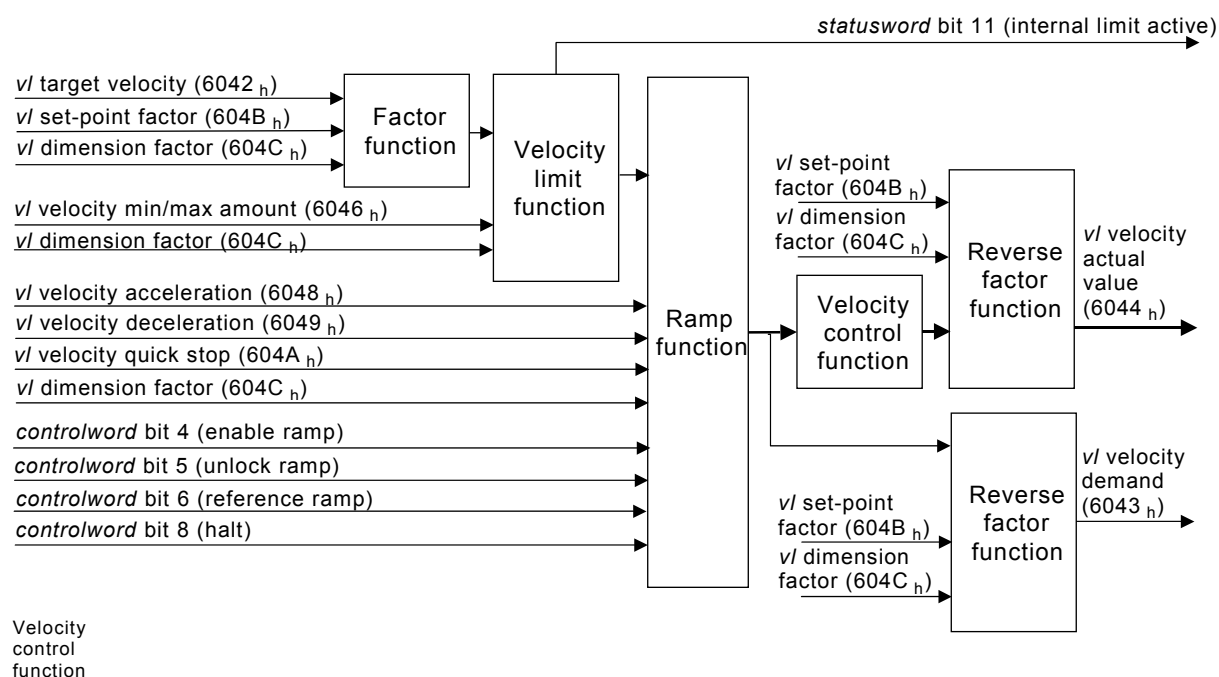 statusword bit 11 (internal limit active)
vl target velocity (6042 h)
vl set-point factor (604B h)
vl dimension factor (604C h)
Factor
function
Velocity
limit
function
vl velocity min/max amount (6046 h)
vl dimension factor (604C h)
vl velocity acceleration (6048 h)
vl velocity deceleration (6049 h)
vl velocity quick stop (604A h)
vl dimension factor (604C h)
controlword bit 4 (enable ramp)
controlword bit 5 (unlock ramp)
controlword bit 6 (reference ramp)
controlword bit 8 (halt)
Ramp
function
vl set-point
factor (604B h)
vl dimension
factor (604C h)
Velocity
control
function
Reverse
factor
function
vl velocity
actual
value
(6044 h)
vl set-point
factor (604B h)
vl dimension
factor (604C h)
Reverse
factor
function
vl velocity
demand
(6043 h)
Velocity
control
function